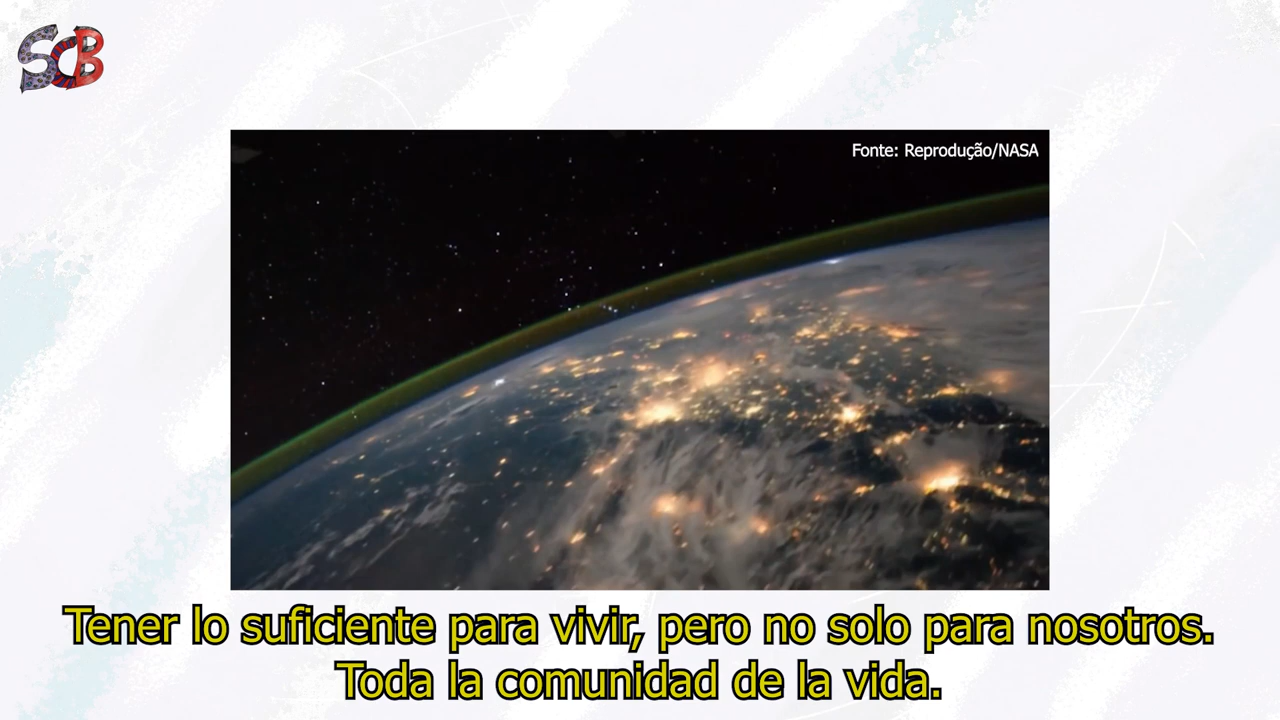 SCB
Fonte: Reprodução/NASA
Tener lo suficiente para vivir, pero no solo para nosotros.
Toda la comunidad de la vida.